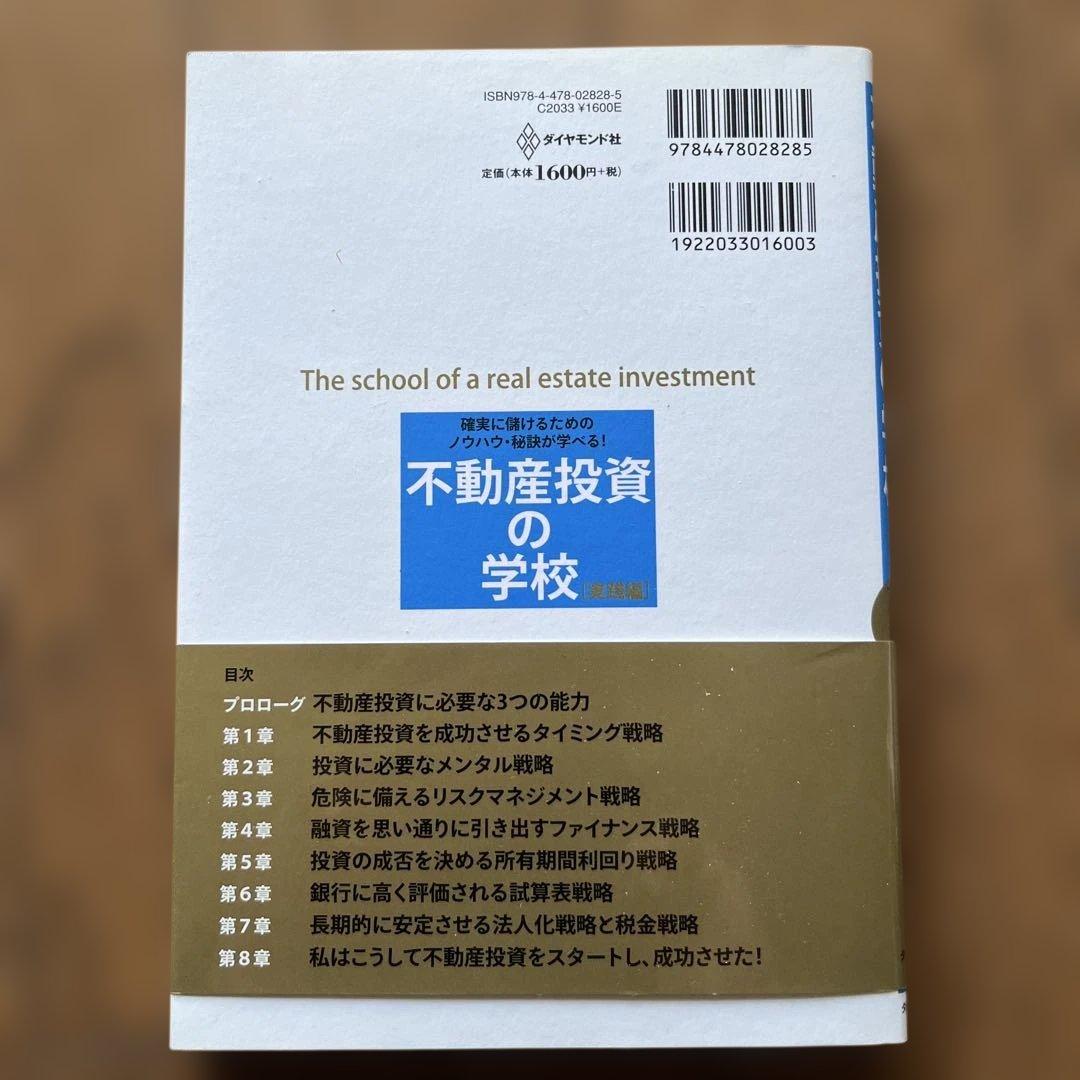 ISBN978-4-478-02828-5
C2033 ¥1600E
ダイヤモンド社
定価(本体1600円+税)
9784478028285
1922033016003
The school of a real estate investment
確実に儲けるための
ノウハウ・秘訣が学べる!
不動産投資
の
学校[実践編]
目次
プロローグ 不動産投資に必要な3つの能力
第1章 不動産投資を成功させるタイミング戦略
第2章 投資に必要なメンタル戦略
第3章 危険に備えるリスクマネジメント戦略
第4章 融資を思い通りに引き出すファイナンス戦略
第5章 投資の成否を決める所有期間利回り戦略
第6章 銀行に高く評価される試算表戦略
第7章 長期的に安定させる法人化戦略と税金戦略
第8章 私はこうして不動産投資をスタートし、成功させた!